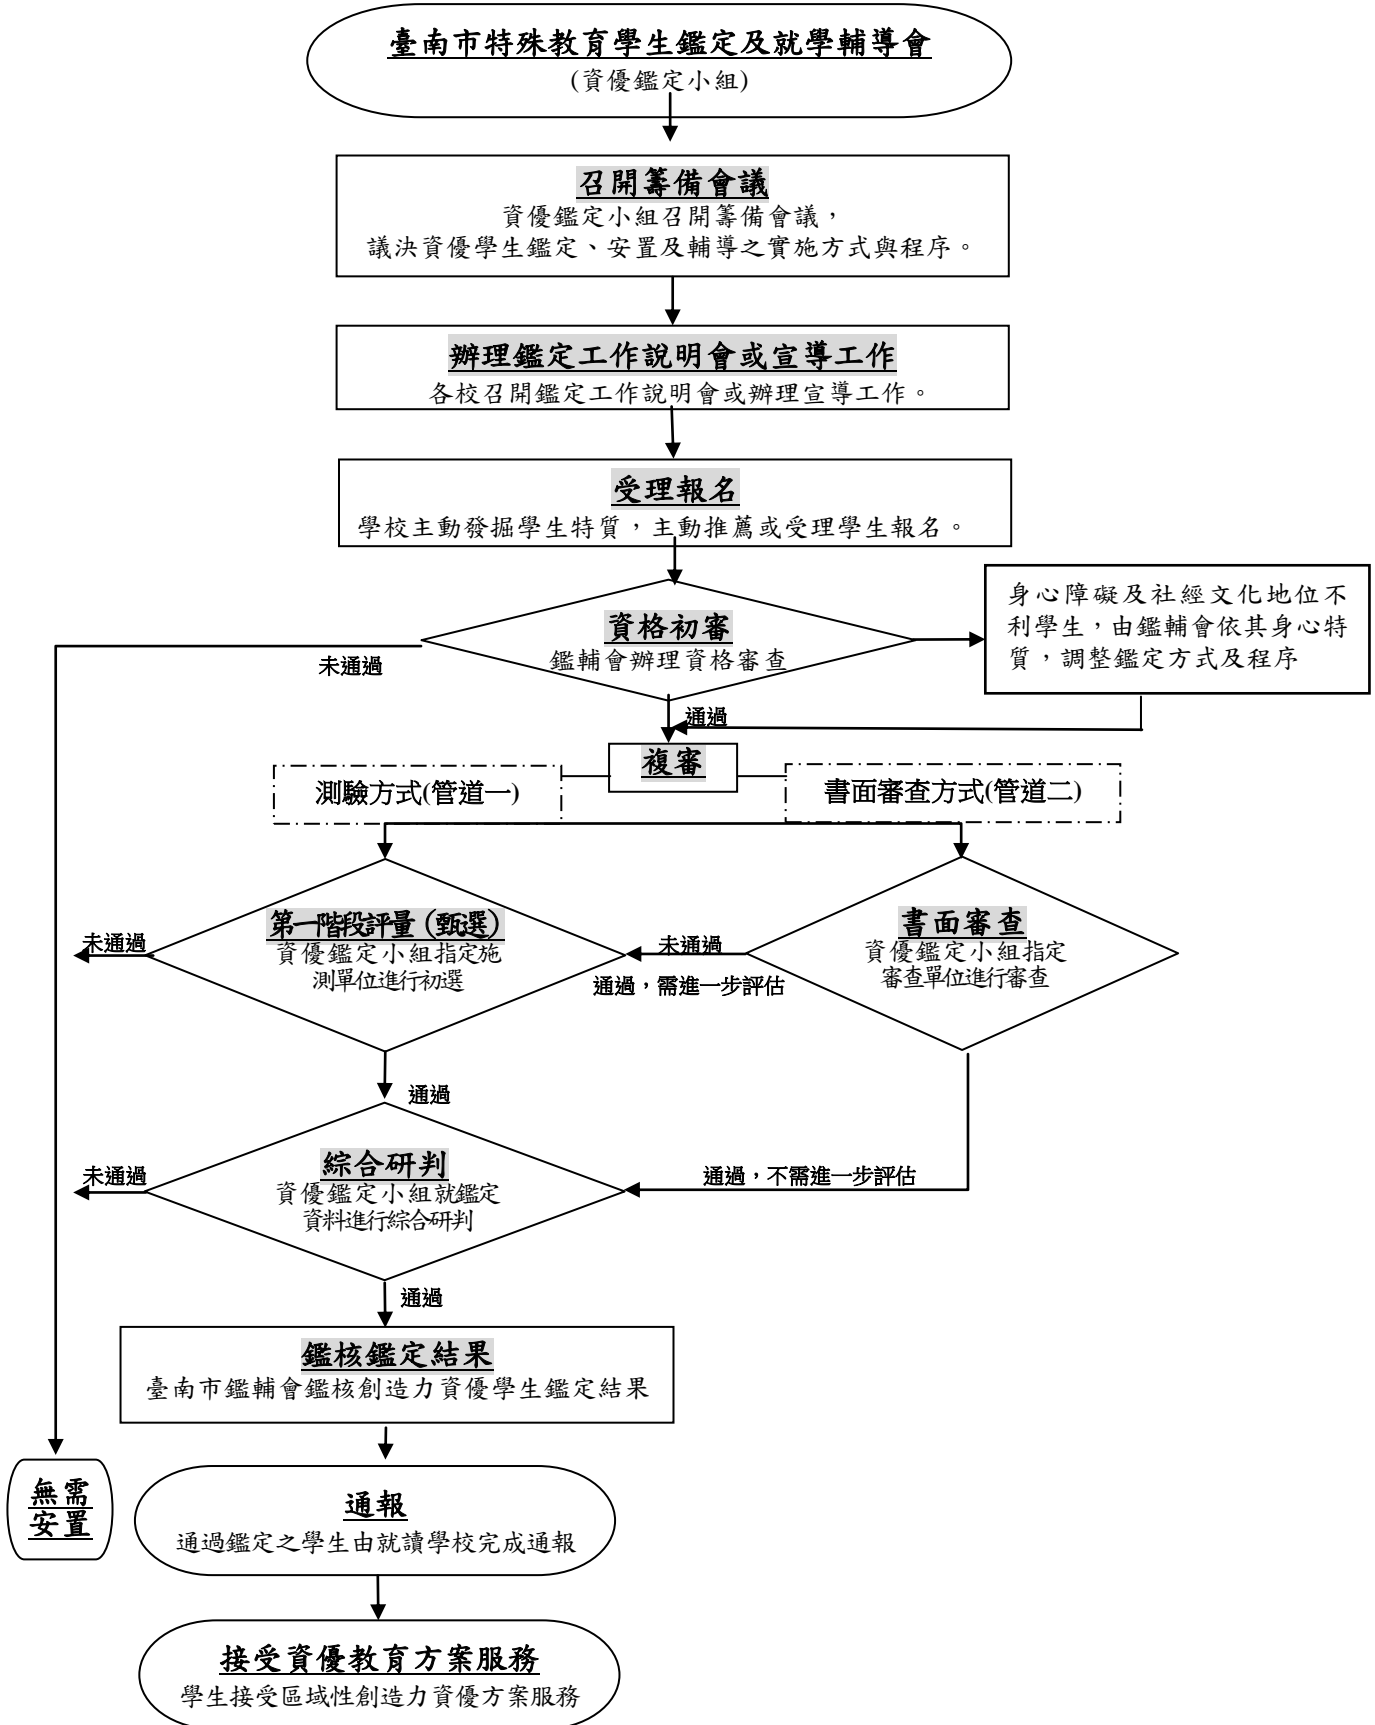 臺南市特殊教育學生鑑定及就學輔導會
(資優鑑定小組)
召開籌備會議
資優鑑定小組召開籌備會議，
議決資優學生鑑定、安置及輔導之實施方式與程序。
辦理鑑定工作說明會或宣導工作
各校召開鑑定工作說明會或辦理宣導工作。
受理報名
學校主動發掘學生特質，主動推薦或受理學生報名。
資格初審
鑑輔會辦理資格審查
身心障礙及社經文化地位不
利學生，由鑑輔會依其身心特
質，調整鑑定方式及程序
未通過
通過
複審
測驗方式(管道一)
書面審查方式(管道二)
第一階段評量（甄選）
資優鑑定小組指定施
測單位進行初選
書面審查
資優鑑定小組指定
審查單位進行審查
未通過
未通過
通過，需進一步評估
通過
綜合研判
資優鑑定小組就鑑定
資料進行綜合研判
未通過
通過，不需進一步評估
通過
鑑核鑑定結果
臺南市鑑輔會鑑核創造力資優學生鑑定結果
無需
安置
通報
通過鑑定之學生由就讀學校完成通報
接受資優教育方案服務
學生接受區域性創造力資優方案服務